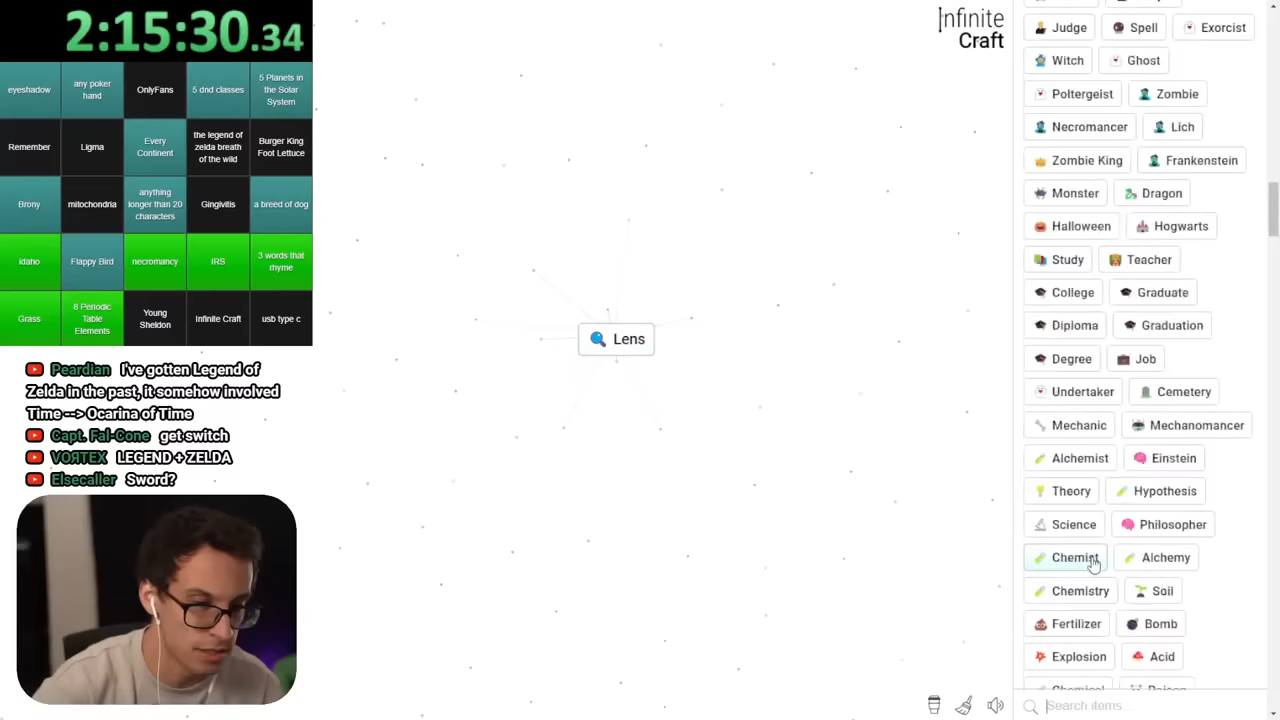 2:15:30.34
eyeshadow
any poker
hand
OnlyFans
5 dnd classes
5 Planets in
the Solar
System
Remember
Ligma
Every
Continent
the legend of
zelda breath
of the wild
Burger King
Foot Lettuce
Brony
mitochondria
anything
longer than 20
characters
Gingivitis
a breed of dog
idaho
Flappy Bird
necromancy
IRS
3 words that
rhyme
Grass
8 Periodic
Table
Elements
Young
Sheldon
Infinite Craft
usb type c
Peardian I've gotten Legend of
Zelda in the past, it somehow involved
Time --> Ocarina of Time
Capt. Fal-Cone get switch
VOЯTEX LEGEND + ZELDA
Elsecaller Sword?
Infinite
Craft
Lens
Judge Spell Exorcist
Witch Ghost
Poltergeist Zombie
Necromancer Lich
Zombie King Frankenstein
Monster Dragon
Halloween Hogwarts
Study Teacher
College Graduate
Diploma Graduation
Degree Job
Undertaker Cemetery
Mechanic Mechanomancer
Alchemist Einstein
Theory Hypothesis
Science Philosopher
Chemist Alchemy
Chemistry Soil
Fertilizer Bomb
Explosion Acid
Chemical Poison
Search items...